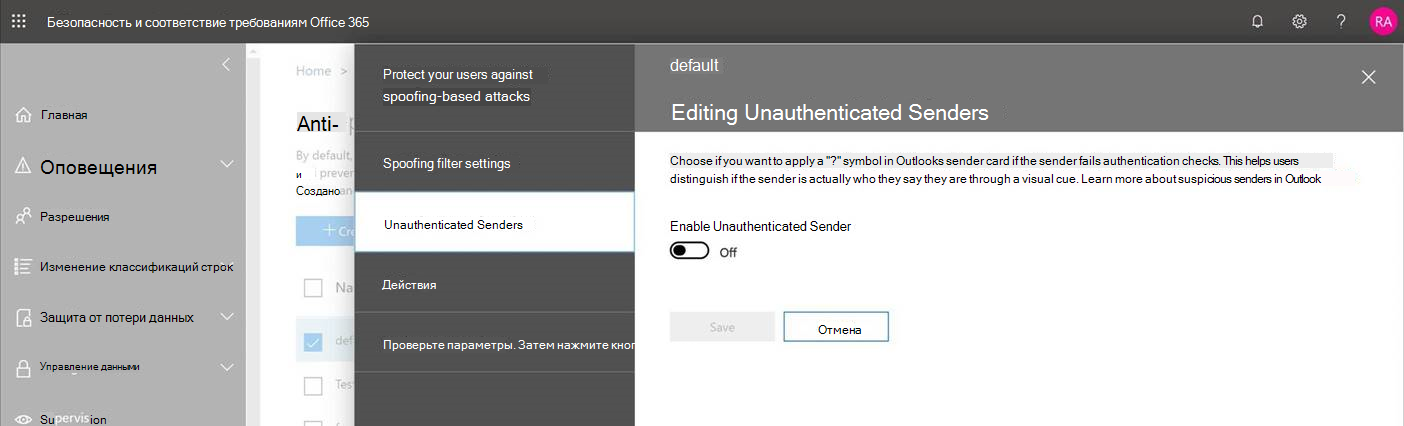 Безопасность и соответствие требованиям Office 365
?
RA
Главная
Оповещения
Разрешения
Изменение классификаций строк
Защита от потери данных
Управление данными
Supervision
Home >
Anti-
By default,
и preven
Создано
+ Cre
Na
def
Tes
Protect your users against
spoofing-based attacks
Spoofing filter settings
Unauthenticated Senders
Действия
Проверьте параметры. Затем нажмите кноп
default
Editing Unauthenticated Senders
Choose if you want to apply a "?" symbol in Outlooks sender card if the sender fails authentication checks. This helps users
distinguish if the sender is actually who they say they are through a visual cue. Learn more about suspicious senders in Outlook
Enable Unauthenticated Sender
Off
Save
Отмена